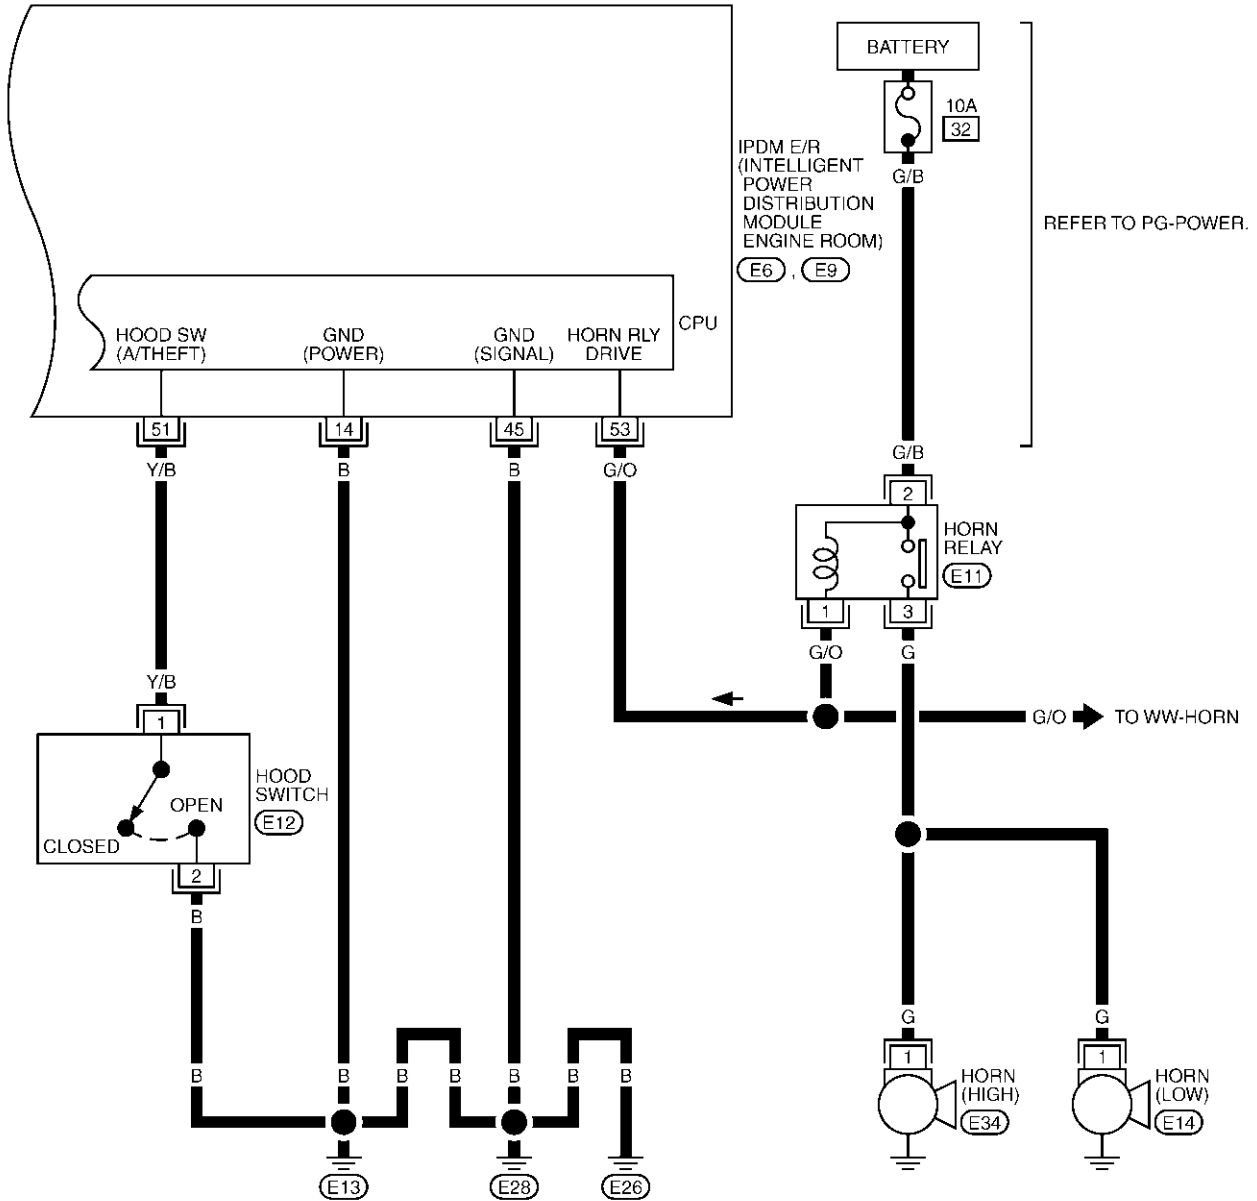 BATTERY
10A
32
G/B
IPDM E/R
(INTELLIGENT
POWER
DISTRIBUTION
MODULE
ENGINE ROOM)
E6 , E9
REFER TO PG-POWER.
CPU
HOOD SW
(A/THEFT)
GND
(POWER)
GND
(SIGNAL)
HORN RLY
DRIVE
51
14
45
53
Y/B
B
B
G/O
G/B
2
HORN
RELAY
E11
1
3
G/O
G
Y/B
1
G/O
TO WW-HORN
HOOD
SWITCH
E12
OPEN
CLOSED
2
B
G
G
1
1
HORN
(HIGH)
E34
HORN
(LOW)
E14
B
B
B
B
B
B
B
E13
E28
E26